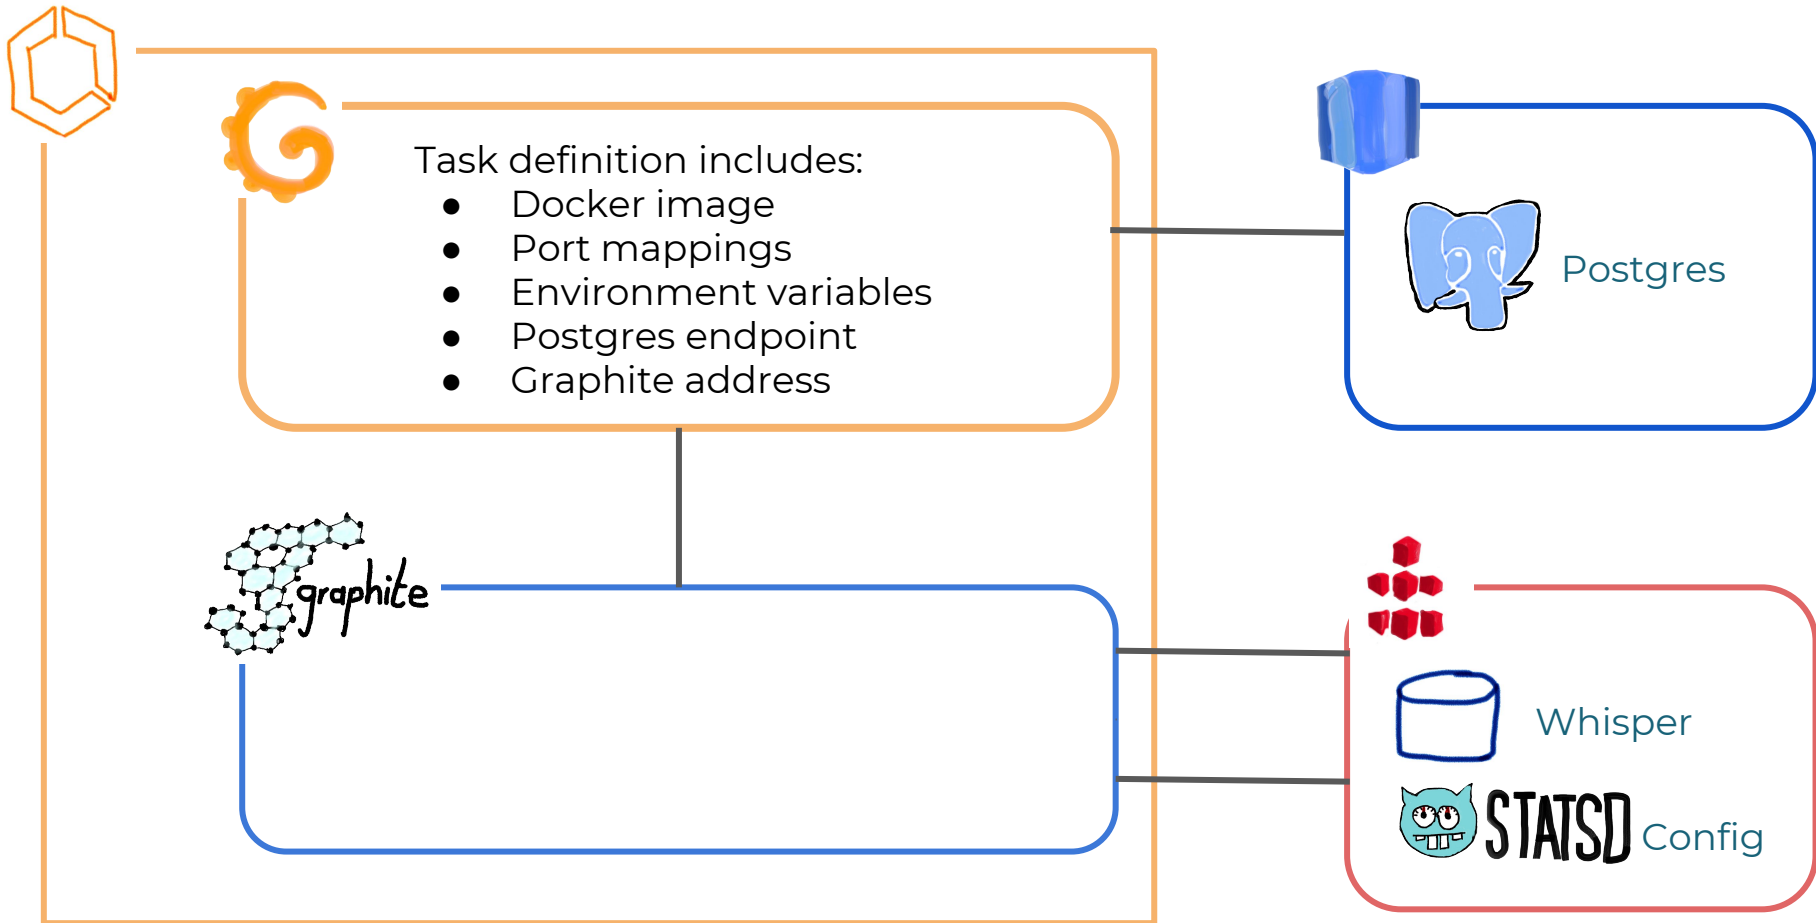 Task definition includes:
● Docker image
● Port mappings
● Environment variables
● Postgres endpoint
● Graphite address
Postgres
graphite
Whisper
STATSD Config